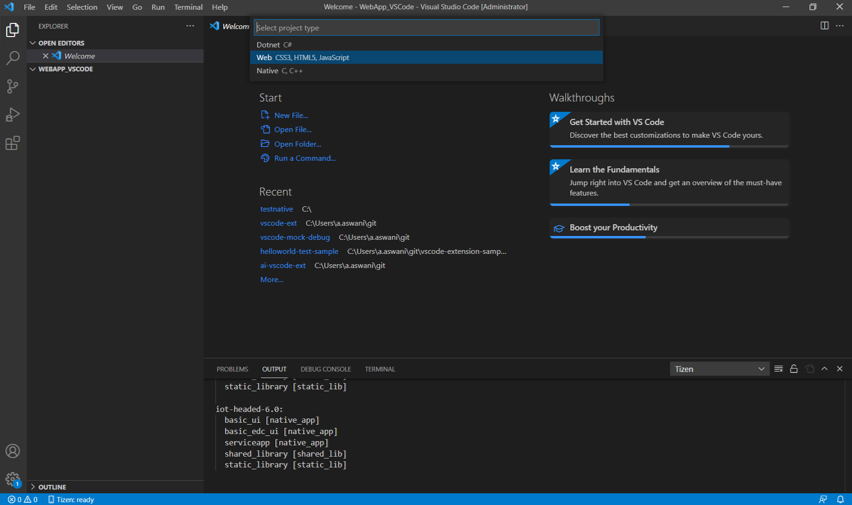 File Edit Selection View Go Run Terminal Help
Welcome - WebApp_VSCode - Visual Studio Code [Administrator]
EXPLORER
OPEN EDITORS
Welcome
WEBAPP_VSCODE
OUTLINE
Select project type
Dotnet C#
Web CSS3, HTML5, JavaScript
Native C, C++
Start
New File...
Open File...
Open Folder...
Run a Command...
Recent
testnative C:\
vscode-ext C:\Users\a.aswani\git
vscode-mock-debug C:\Users\a.aswani\git
helloworld-test-sample C:\Users\a.aswani\git\vscode-extension-samp...
ai-vscode-ext C:\Users\a.aswani\git
More...
Walkthroughs
Get Started with VS Code
Discover the best customizations to make VS Code yours.
Learn the Fundamentals
Jump right into VS Code and get an overview of the must-have
features.
Boost your Productivity
PROBLEMS OUTPUT DEBUG CONSOLE TERMINAL
Tizen
static_library [static_lib]
iot-headed-6.0:
basic_ui [native_app]
basic_edc_ui [native_app]
serviceapp [native_app]
shared_library [shared_lib]
static_library [static_lib]
1
0 0 Tizen: ready